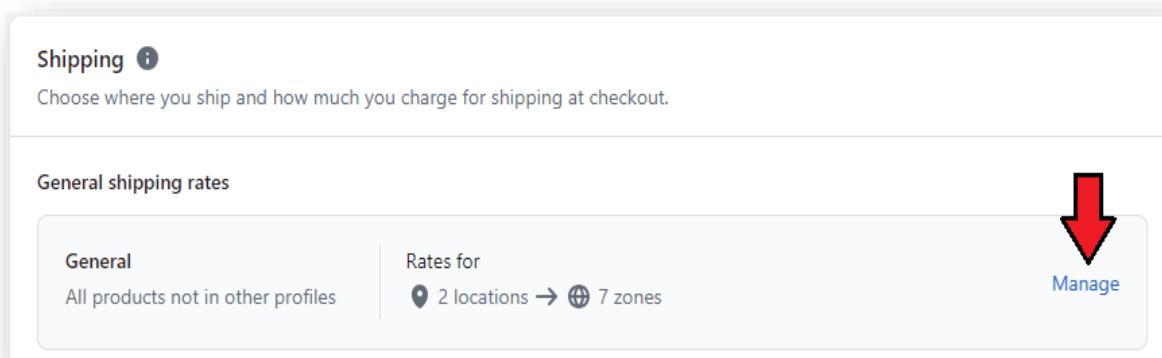 Shipping
Choose where you ship and how much you charge for shipping at checkout.
General shipping rates
General
All products not in other profiles
Rates for
2 locations → 7 zones
Manage